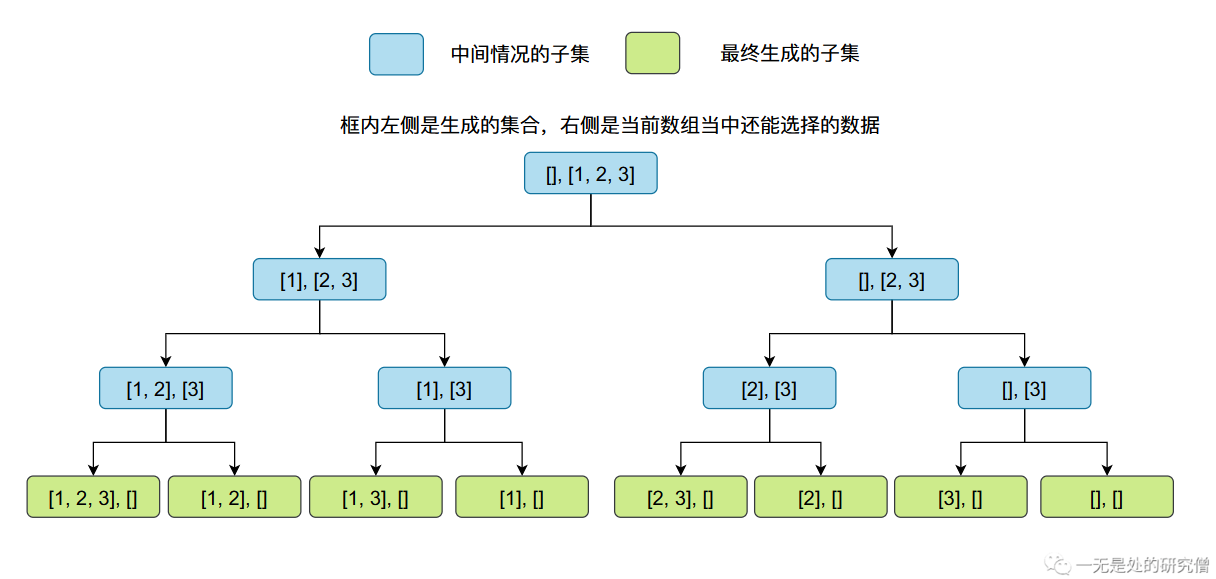 中间情况的子集 最终生成的子集
框内左侧是生成的集合，右侧是当前数组当中还能选择的数据
[], [1, 2, 3]
[1], [2, 3] [], [2, 3]
[1, 2], [3] [1], [3] [2], [3] [], [3]
[1, 2, 3], [] [1, 2], [] [1, 3], [] [1], [] [2, 3], [] [2], [] [3], [] [], []
一无是处的研究僧